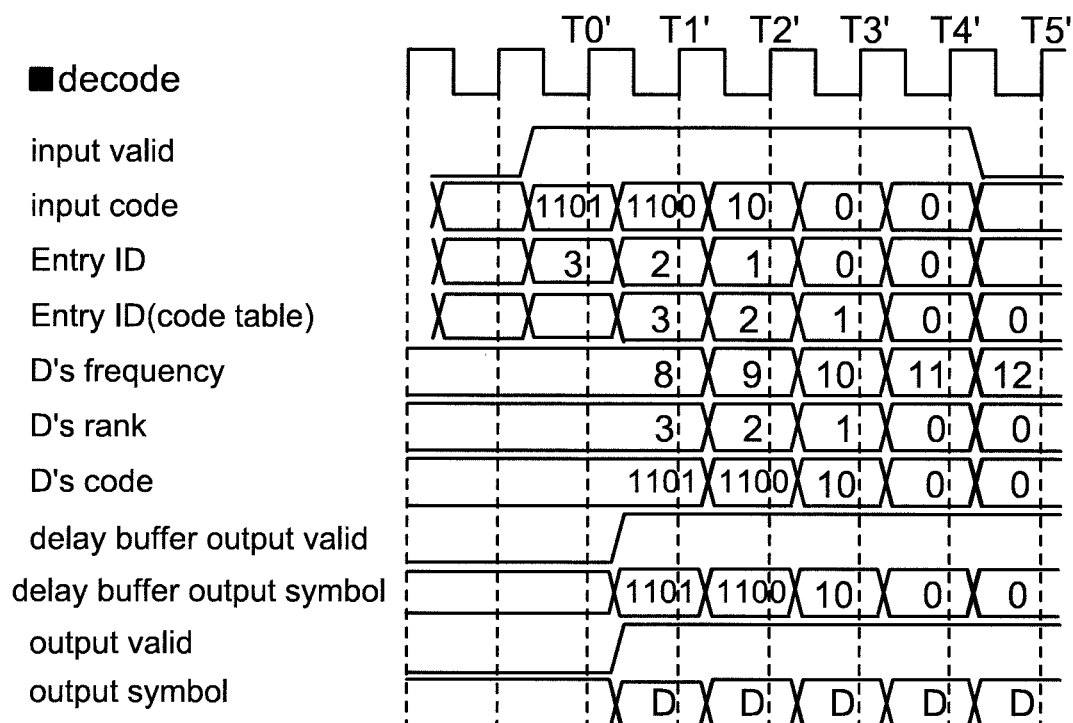 T0' T1' T2' T3' T4' T5'
■decode
input valid
input code 1101 1100 10 0 0
Entry ID 3 2 1 0 0
Entry ID(code table) 3 2 1 0 0
D's frequency 8 9 10 11 12
D's rank 3 2 1 0 0
D's code 1101 1100 10 0 0
delay buffer output valid
delay buffer output symbol 1101 1100 10 0 0
output valid
output symbol D D D D D